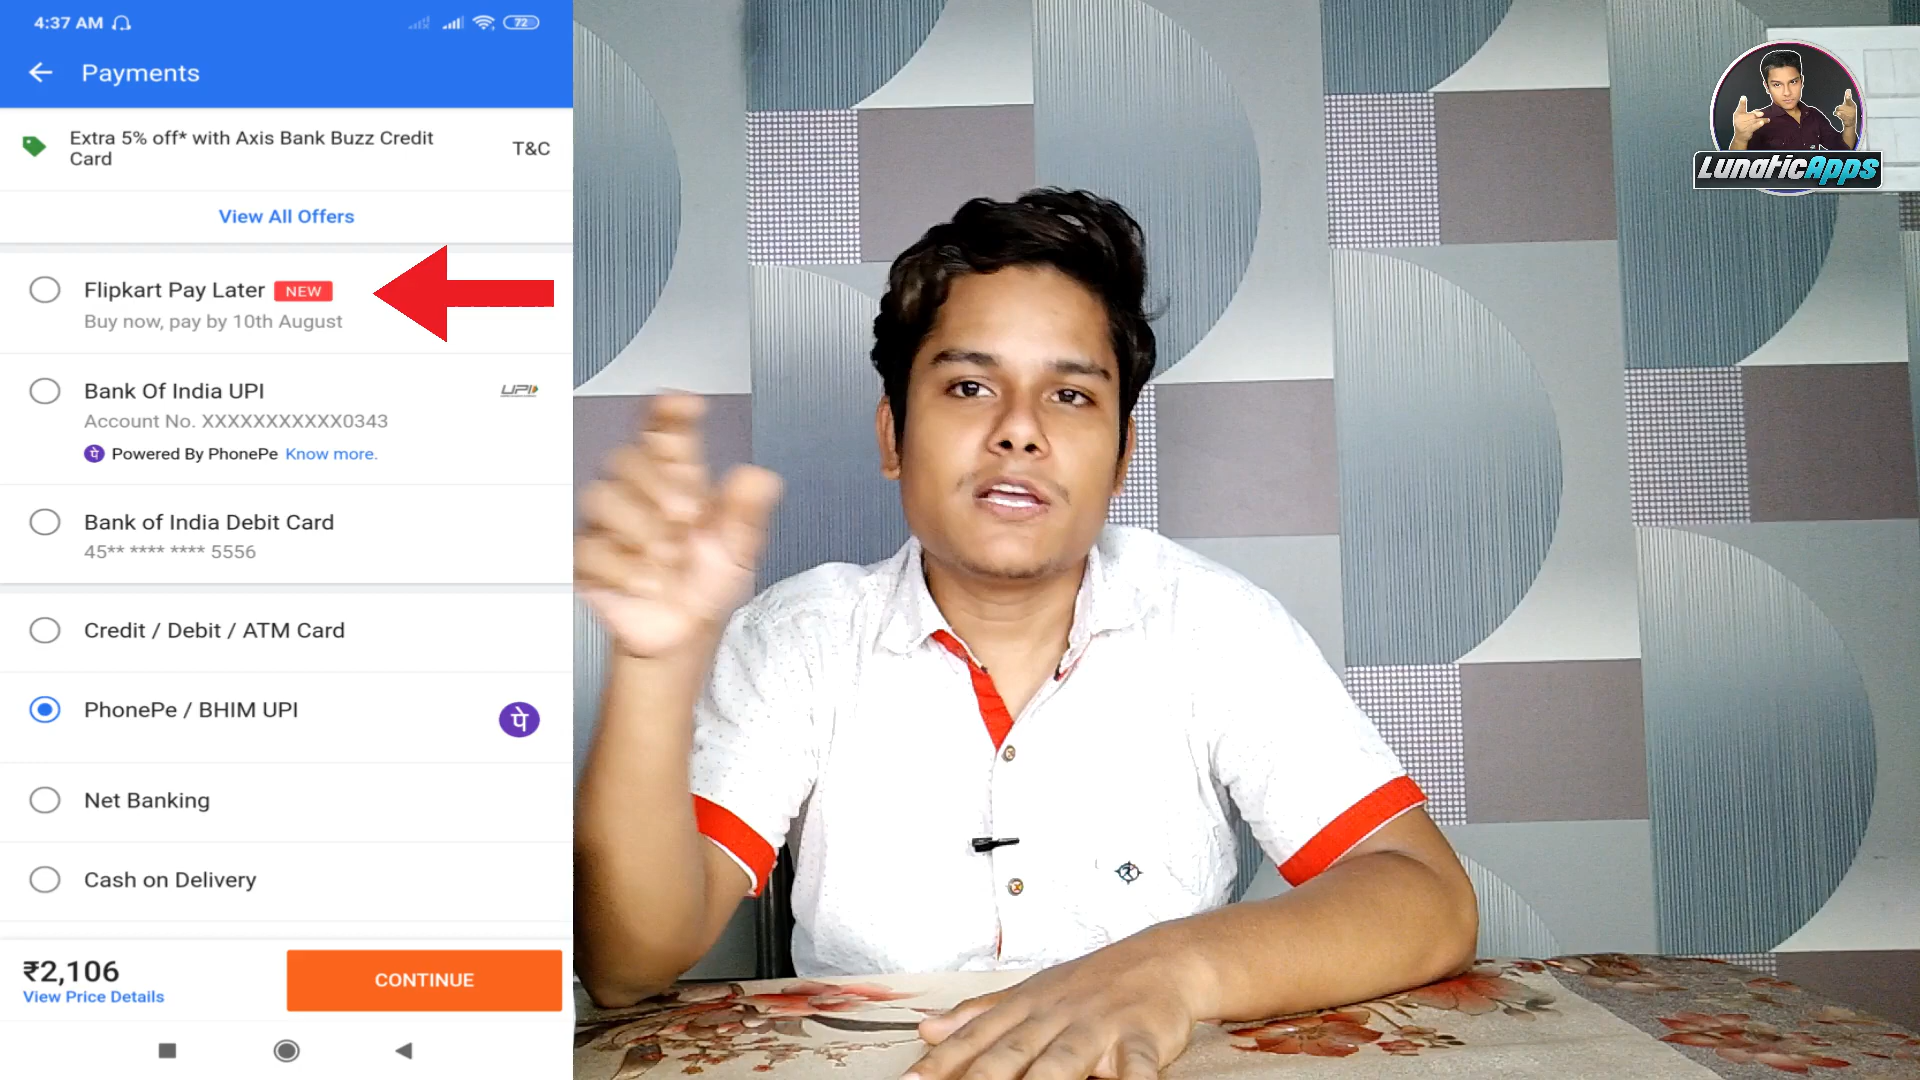 4:37 AM
72
Payments
Extra 5% off* with Axis Bank Buzz Credit
Card
T&C
View All Offers
Flipkart Pay Later NEW
Buy now, pay by 10th August
Bank Of India UPI
UPI
Account No. XXXXXXXXXXX0343
पे Powered By PhonePe Know more.
Bank of India Debit Card
45** **** **** 5556
Credit / Debit / ATM Card
PhonePe / BHIM UPI
पे
Net Banking
Cash on Delivery
₹2,106
View Price Details
CONTINUE
LunaticApps